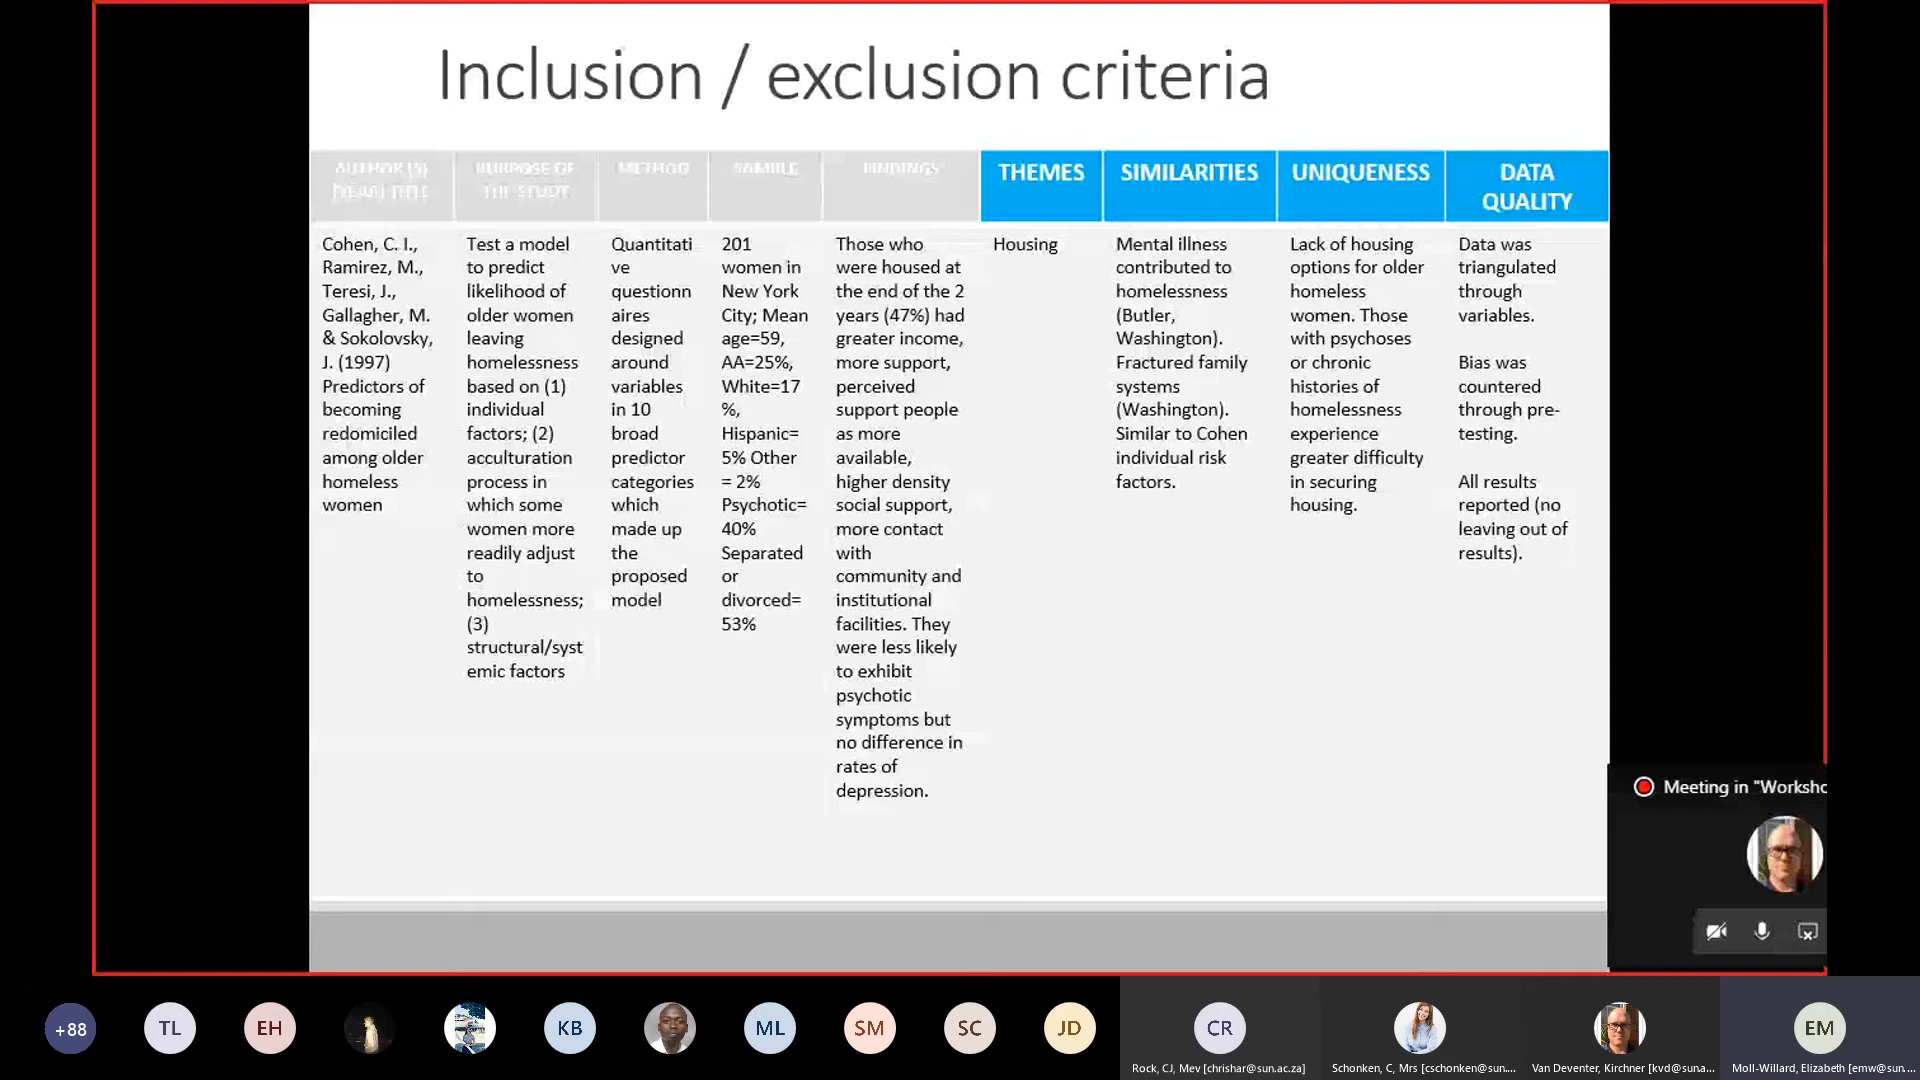 Inclusion / exclusion criteria
AUTHOR (S)
(YEAR) TITLE
PURPOSE OF
THE STUDY
METHOD
SAMPLE
FINDINGS
THEMES
SIMILARITIES
UNIQUENESS
DATA
QUALITY
Cohen, C. I.,
Ramirez, M.,
Teresi, J.,
Gallagher, M.
& Sokolovsky,
J. (1997)
Predictors of
becoming
redomiciled
among older
homeless
women
Test a model
to predict
likelihood of
older women
leaving
homelessness
based on (1)
individual
factors; (2)
acculturation
process in
which some
women more
readily adjust
to
homelessness;
(3)
structural/syst
emic factors
Quantitati
ve
questionn
aires
designed
around
variables
in 10
broad
predictor
categories
which
made up
the
proposed
model
201
women in
New York
City; Mean
age=59,
AA=25%,
White=17
%,
Hispanic=
5% Other
= 2%
Psychotic=
40%
Separated
or
divorced=
53%
Those who
were housed at
the end of the 2
years (47%) had
greater income,
more support,
perceived
support people
as more
available,
higher density
social support,
more contact
with
community and
institutional
facilities. They
were less likely
to exhibit
psychotic
symptoms but
no difference in
rates of
depression.
Housing
Mental illness
contributed to
homelessness
(Butler,
Washington).
Fractured family
systems
(Washington).
Similar to Cohen
individual risk
factors.
Lack of housing
options for older
homeless
women. Those
with psychoses
or chronic
histories of
homelessness
experience
greater difficulty
in securing
housing.
Data was
triangulated
through
variables.
Bias was
countered
through pre-
testing.
All results
reported (no
leaving out of
results).
Meeting in "Worksho
+88
TL
EH
KB
ML
SM
SC
JD
CR
EM
Rock, CJ, Mev [chrishar@sun.ac.za]
Schonken, C, Mrs [cschonken@sun....
Van Deventer, Kirchner [kvd@suna...
Moll-Willard, Elizabeth [emw@sun....